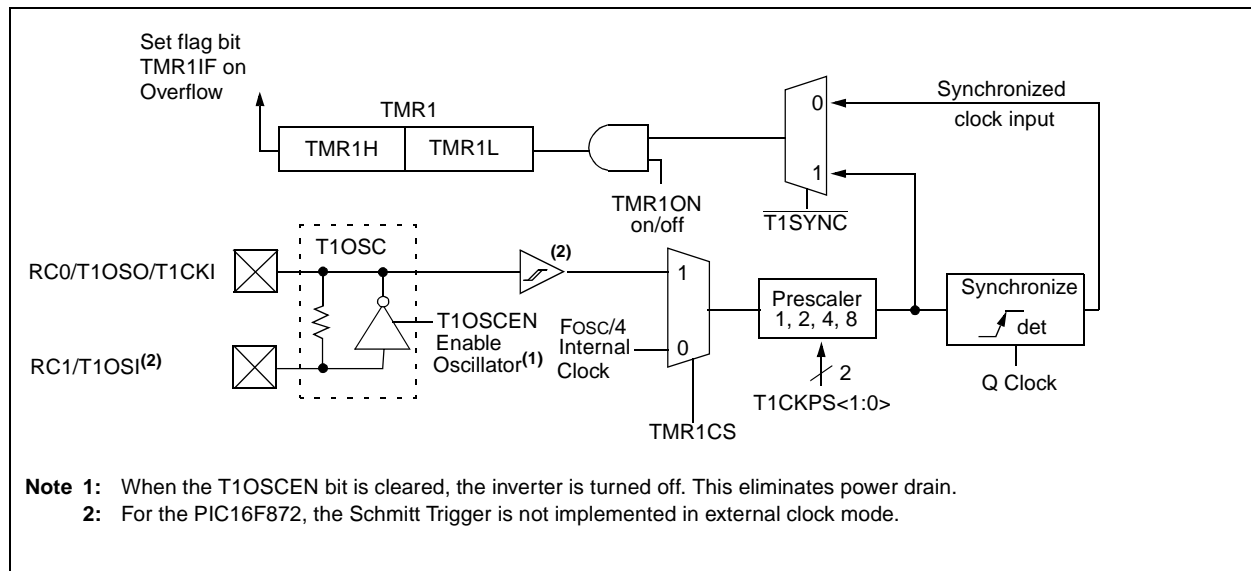 Set flag bit
TMR1IF on
Overflow
TMR1
TMR1H
TMR1L
TMR1ON
on/off
0
1
T1SYNC
Synchronized
clock input
RC0/T1OSO/T1CKI
T1OSC
(2)
1
0
FOSC/4
Internal
Clock
T1OSCEN
Enable
Oscillator(1)
RC1/T1OSI(2)
TMR1CS
Prescaler
1, 2, 4, 8
2
T1CKPS<1:0>
Synchronize
det
Q Clock
Note 1: When the T1OSCEN bit is cleared, the inverter is turned off. This eliminates power drain.
2: For the PIC16F872, the Schmitt Trigger is not implemented in external clock mode.